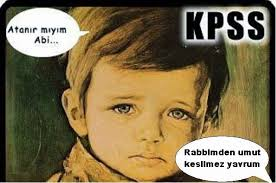 Atanır mıyım
Abi...
KPSS
Rabbimden umut
kesilmez yavrum